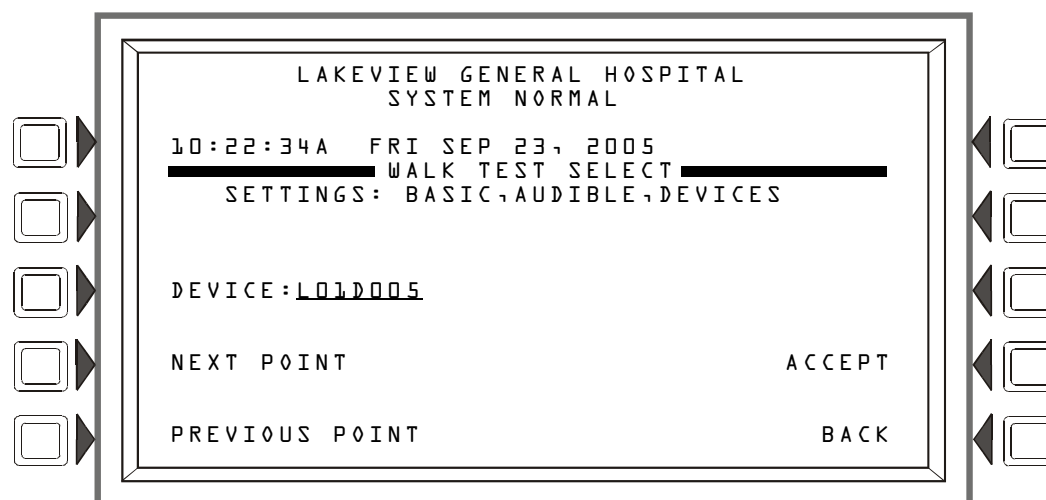 LAKEVIEW GENERAL HOSPITAL
SYSTEM NORMAL
10:22:34A FRI SEP 23, 2005
WALK TEST SELECT
SETTINGS: BASIC,AUDIBLE,DEVICES
DEVICE:L01D005
NEXT POINT ACCEPT
PREVIOUS POINT BACK